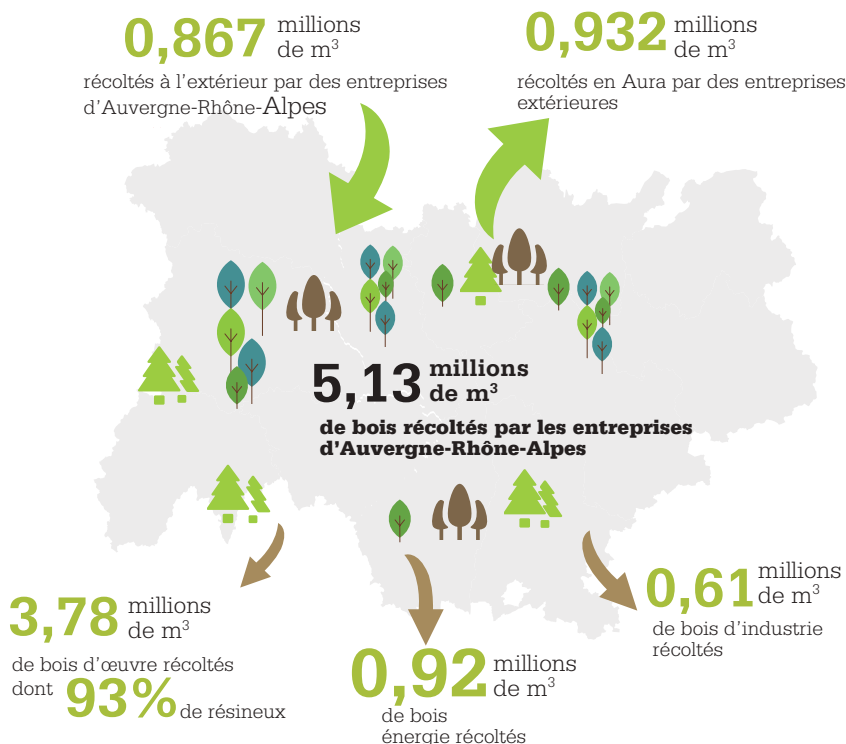 0,867 millions
de m³
récoltés à l'extérieur par des entreprises
d'Auvergne-Rhône-Alpes
0,932 millions
de m³
récoltés en Aura par des entreprises
extérieures
5,13 millions
de m³
de bois récoltés par les entreprises
d'Auvergne-Rhône-Alpes
3,78 millions
de m³
de bois d'œuvre récoltés
dont 93% de résineux
0,92 millions
de m³
de bois
énergie récoltés
0,61 millions
de m³
de bois d'industrie
récoltés